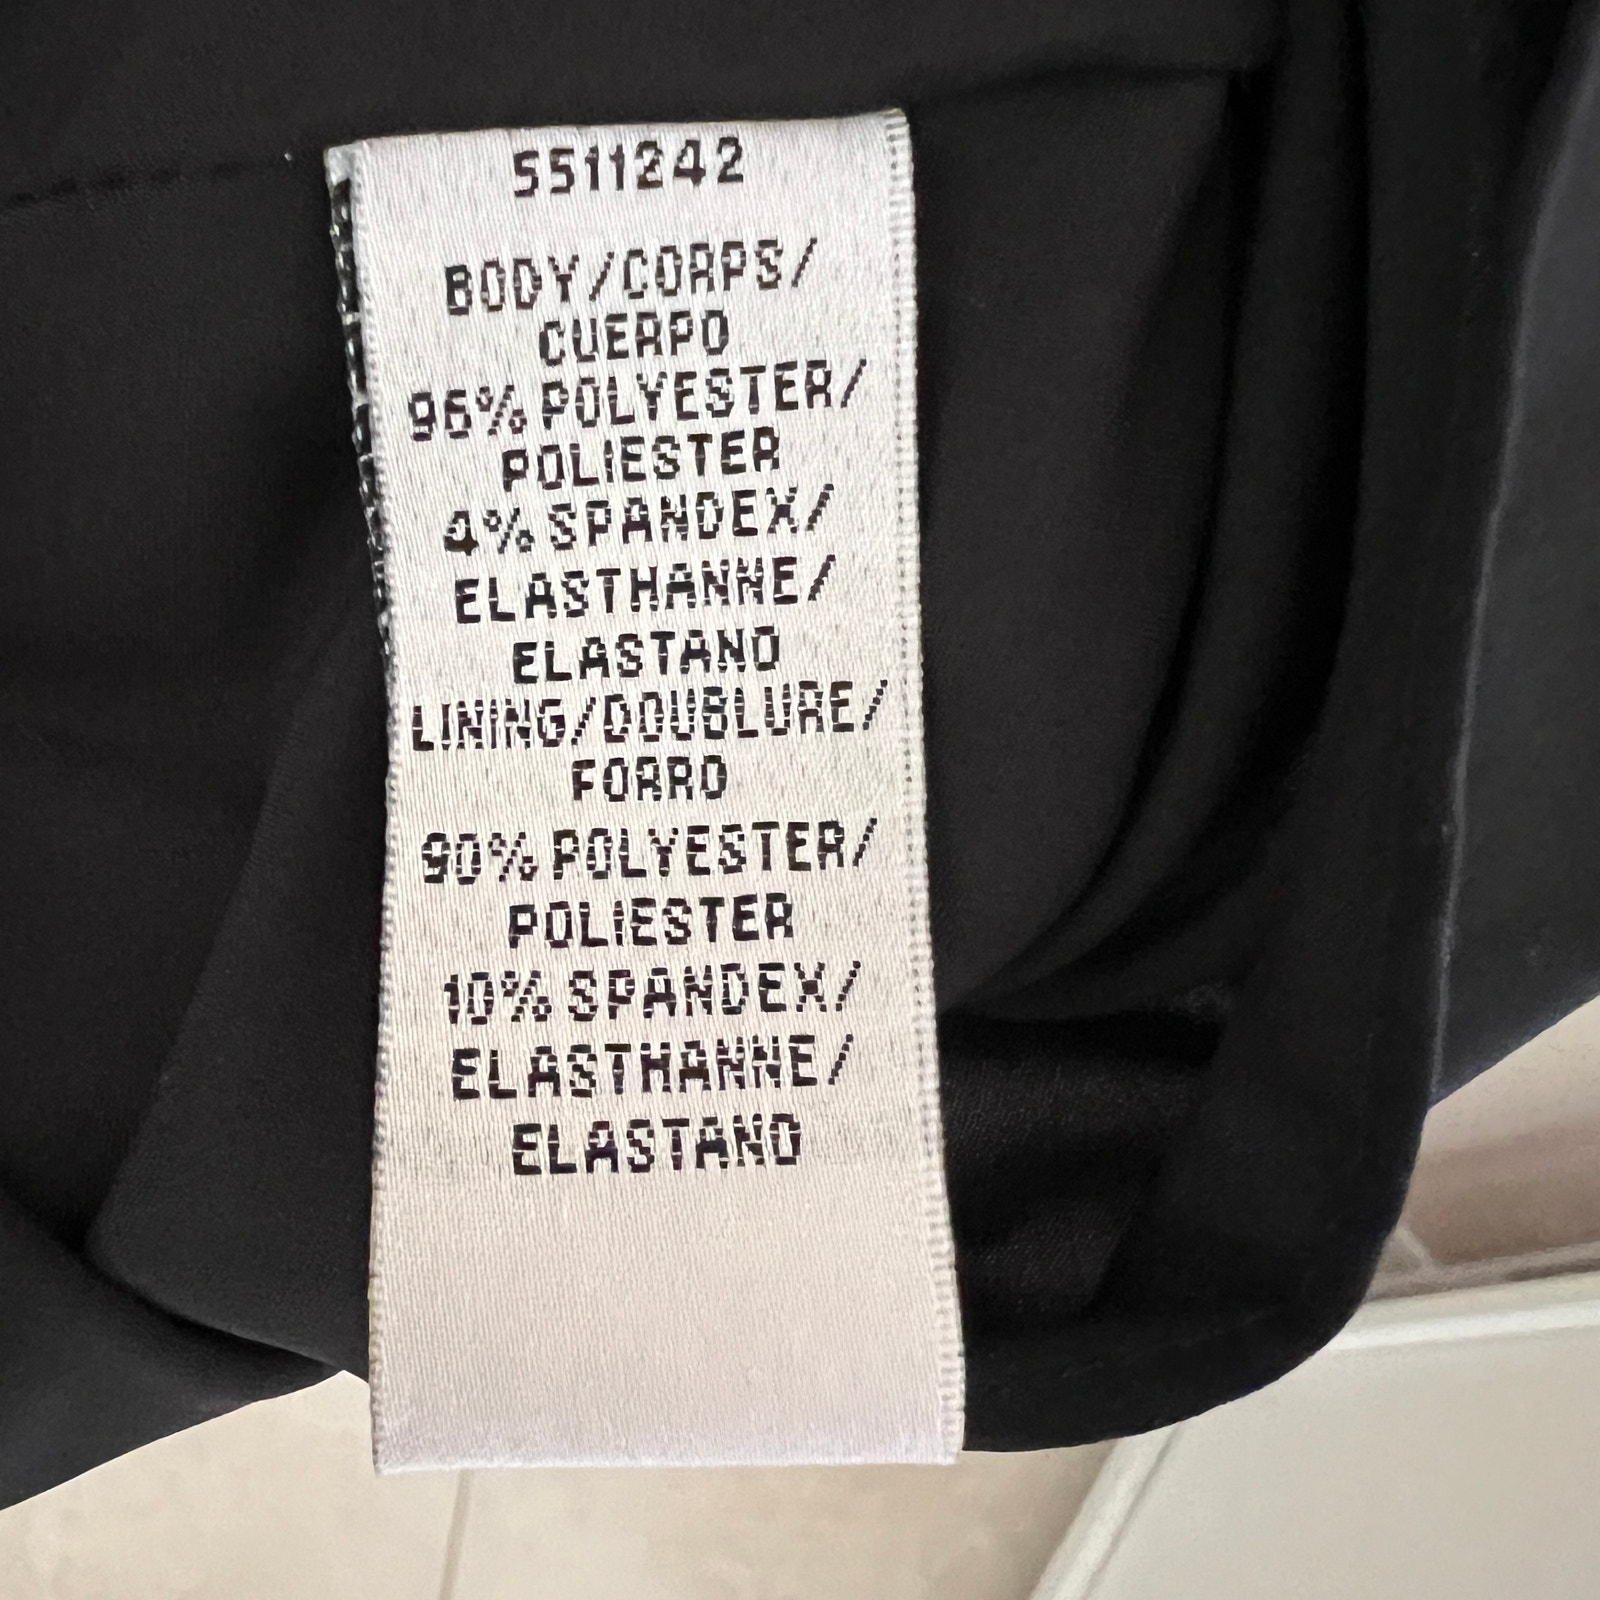 5511242
BODY/CORPS/
CUERPO
96% POLYESTER/
POLIESTER
4% SPANDEX/
ELASTHANNE/
ELASTANO
LINING/DOUBLURE/
FORRO
90% POLYESTER/
POLIESTER
10% SPANDEX/
ELASTHANNE/
ELASTANO